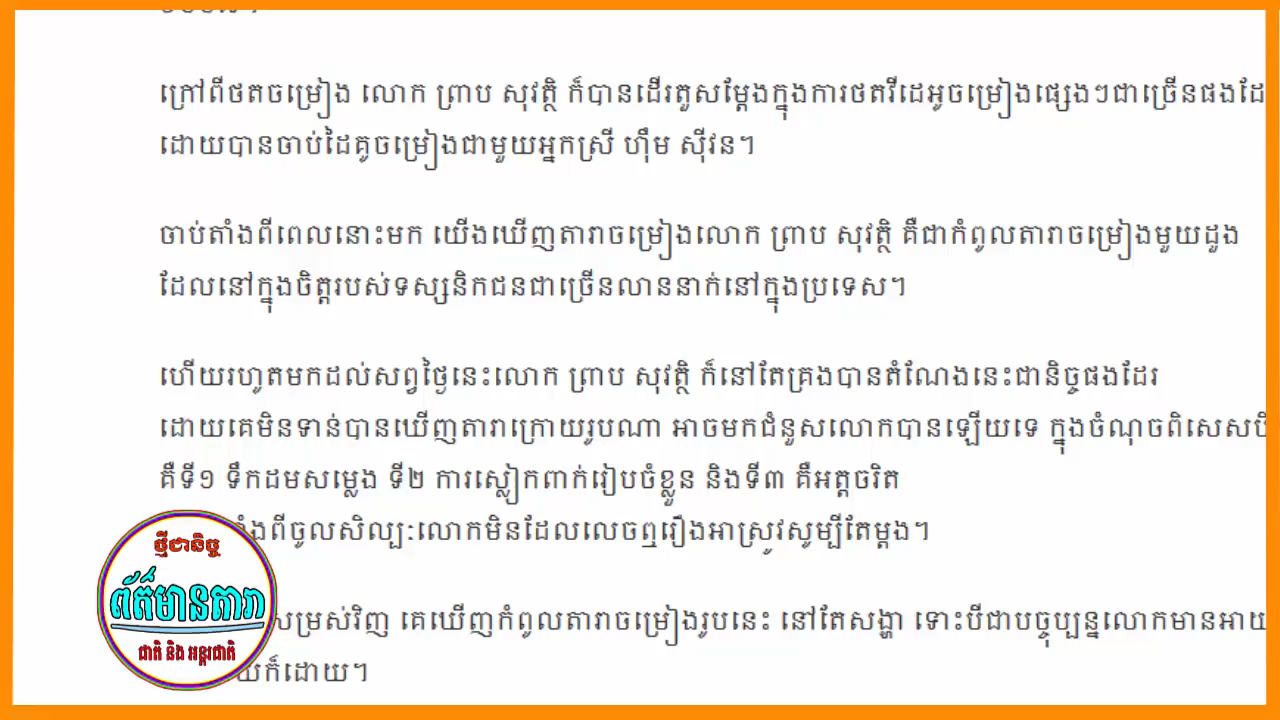 ក្រៅពីថតចម្រៀង លោក ព្រាប សុវត្ថិ ក៏បានដើរតួសម្តែងក្នុងការថតវីដេអូចម្រៀងផ្សេងៗជាច្រើនផងដែ
ដោយបានចាប់ដៃគូចម្រៀងជាមួយអ្នកស្រី ហ៊ឹម ស៊ីវន។
ចាប់តាំងពីពេលនោះមក យើងឃើញតារាចម្រៀងលោក ព្រាប សុវត្ថិ គឺជាកំពូលតារាចម្រៀងមួយដួង
ដែលនៅក្នុងចិត្តរបស់ទស្សនិកជនជាច្រើនលាននាក់នៅក្នុងប្រទេស។
ហើយរហូតមកដល់សព្វថ្ងៃនេះលោក ព្រាប សុវត្ថិ ក៏នៅតែគ្រងបានតំណែងនេះជានិច្ចផងដែរ
ដោយគេមិនទាន់បានឃើញតារាក្រោយរូបណា អាចមកជំនួសលោកបានឡើយទេ ក្នុងចំណុចពិសេសបី
គឺទី១ ទឹកដមសម្លេង ទី២ ការស្លៀកពាក់រៀបចំខ្លួន និងទី៣ គឺអត្តចរិត
តាំងពីចូលសិល្បៈលោកមិនដែលលេចឮរឿងអាស្រូវសូម្បីតែម្តង។
សម្រស់វិញ គេឃើញកំពូលតារាចម្រៀងរូបនេះ នៅតែសង្ហា ទោះបីជាបច្ចុប្បន្នលោកមានអាយ
យក៏ដោយ។
ថ្មីជានិច្ច
ព័ត៌មានតារា
ជាតិ និង អន្តរជាតិ